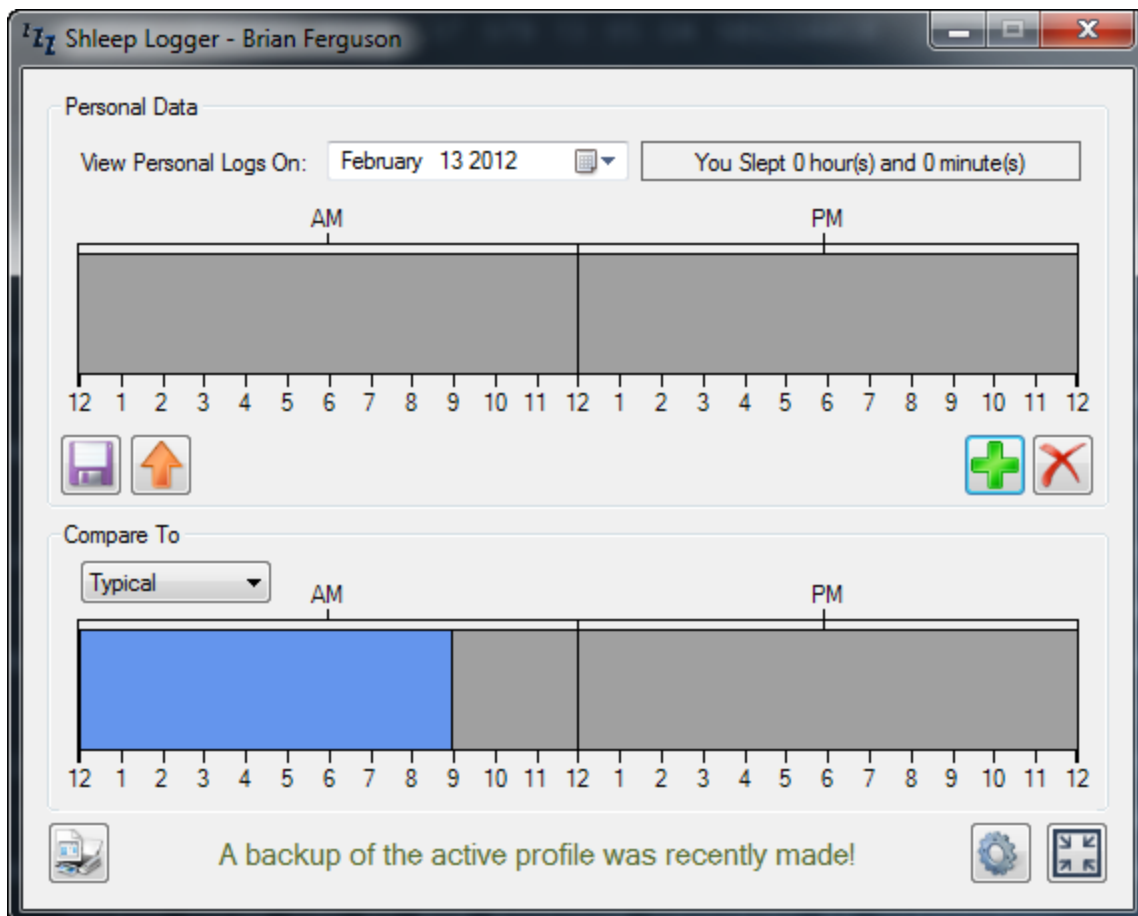 zzz Shleep Logger - Brian Ferguson
Personal Data
View Personal Logs On: February 13 2012 You Slept 0 hour(s) and 0 minute(s)
AM PM
12 1 2 3 4 5 6 7 8 9 10 11 12 1 2 3 4 5 6 7 8 9 10 11 12
Compare To
Typical
AM PM
12 1 2 3 4 5 6 7 8 9 10 11 12 1 2 3 4 5 6 7 8 9 10 11 12
A backup of the active profile was recently made!